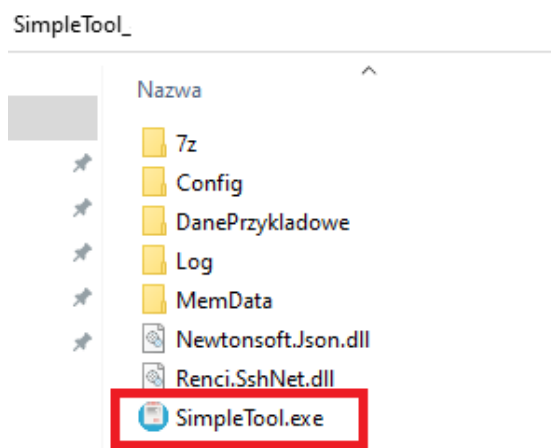 SimpleTool_
Nazwa
7z
Config
DanePrzykladowe
Log
MemData
Newtonsoft.Json.dll
Renci.SshNet.dll
SimpleTool.exe